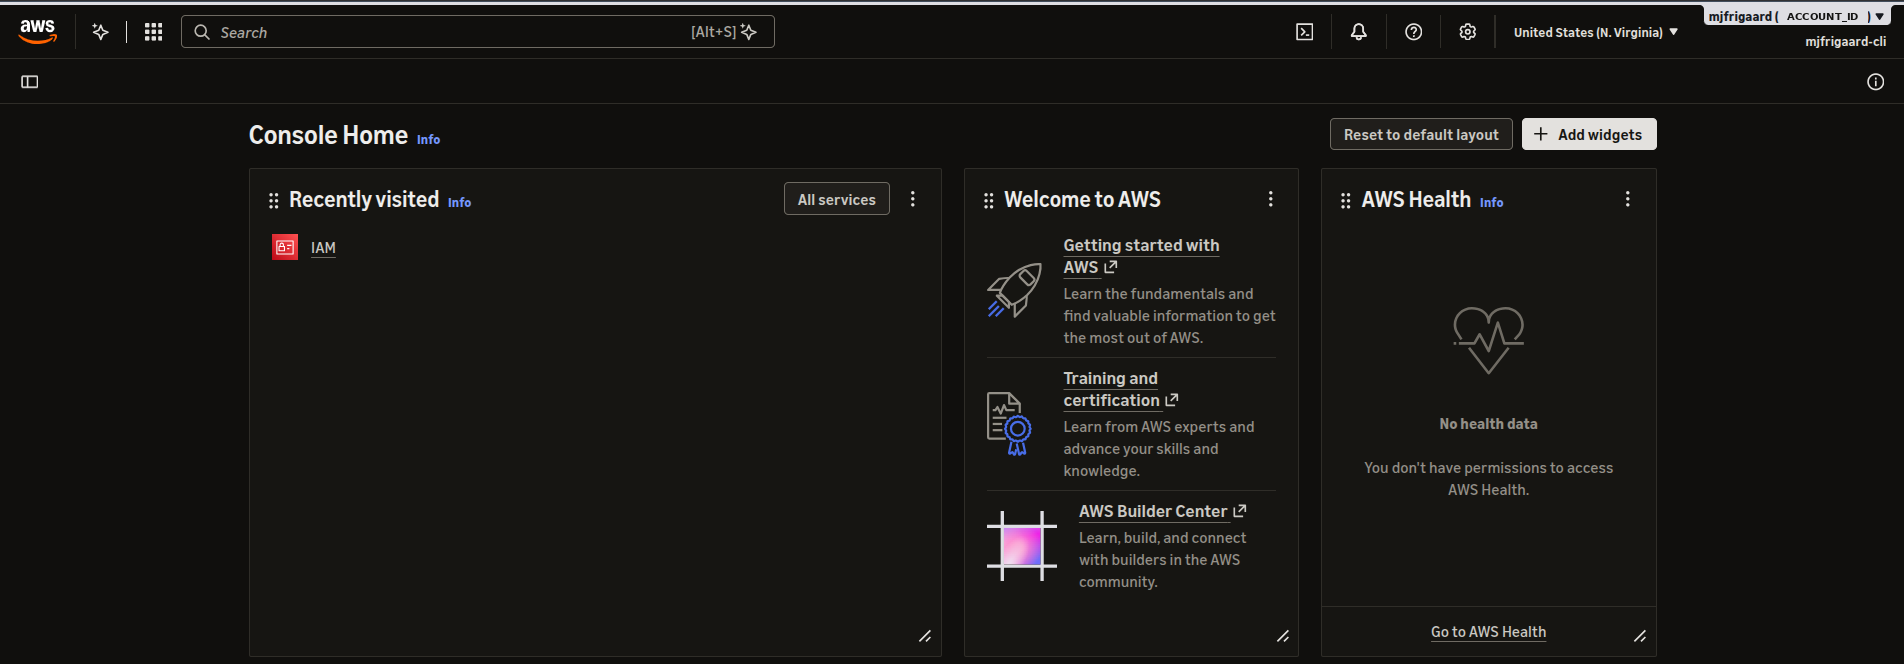 aws
Search
[Alt+S]
United States (N. Virginia)
mjfrigaard ( ACCOUNT_ID )
mjfrigaard-cli
Console Home Info
Reset to default layout
Add widgets
Recently visited Info
All services
IAM
Welcome to AWS
Getting started with
AWS
Learn the fundamentals and
find valuable information to get
the most out of AWS.
Training and
certification
Learn from AWS experts and
advance your skills and
knowledge.
AWS Builder Center
Learn, build, and connect
with builders in the AWS
community.
AWS Health Info
No health data
You don't have permissions to access
AWS Health.
Go to AWS Health